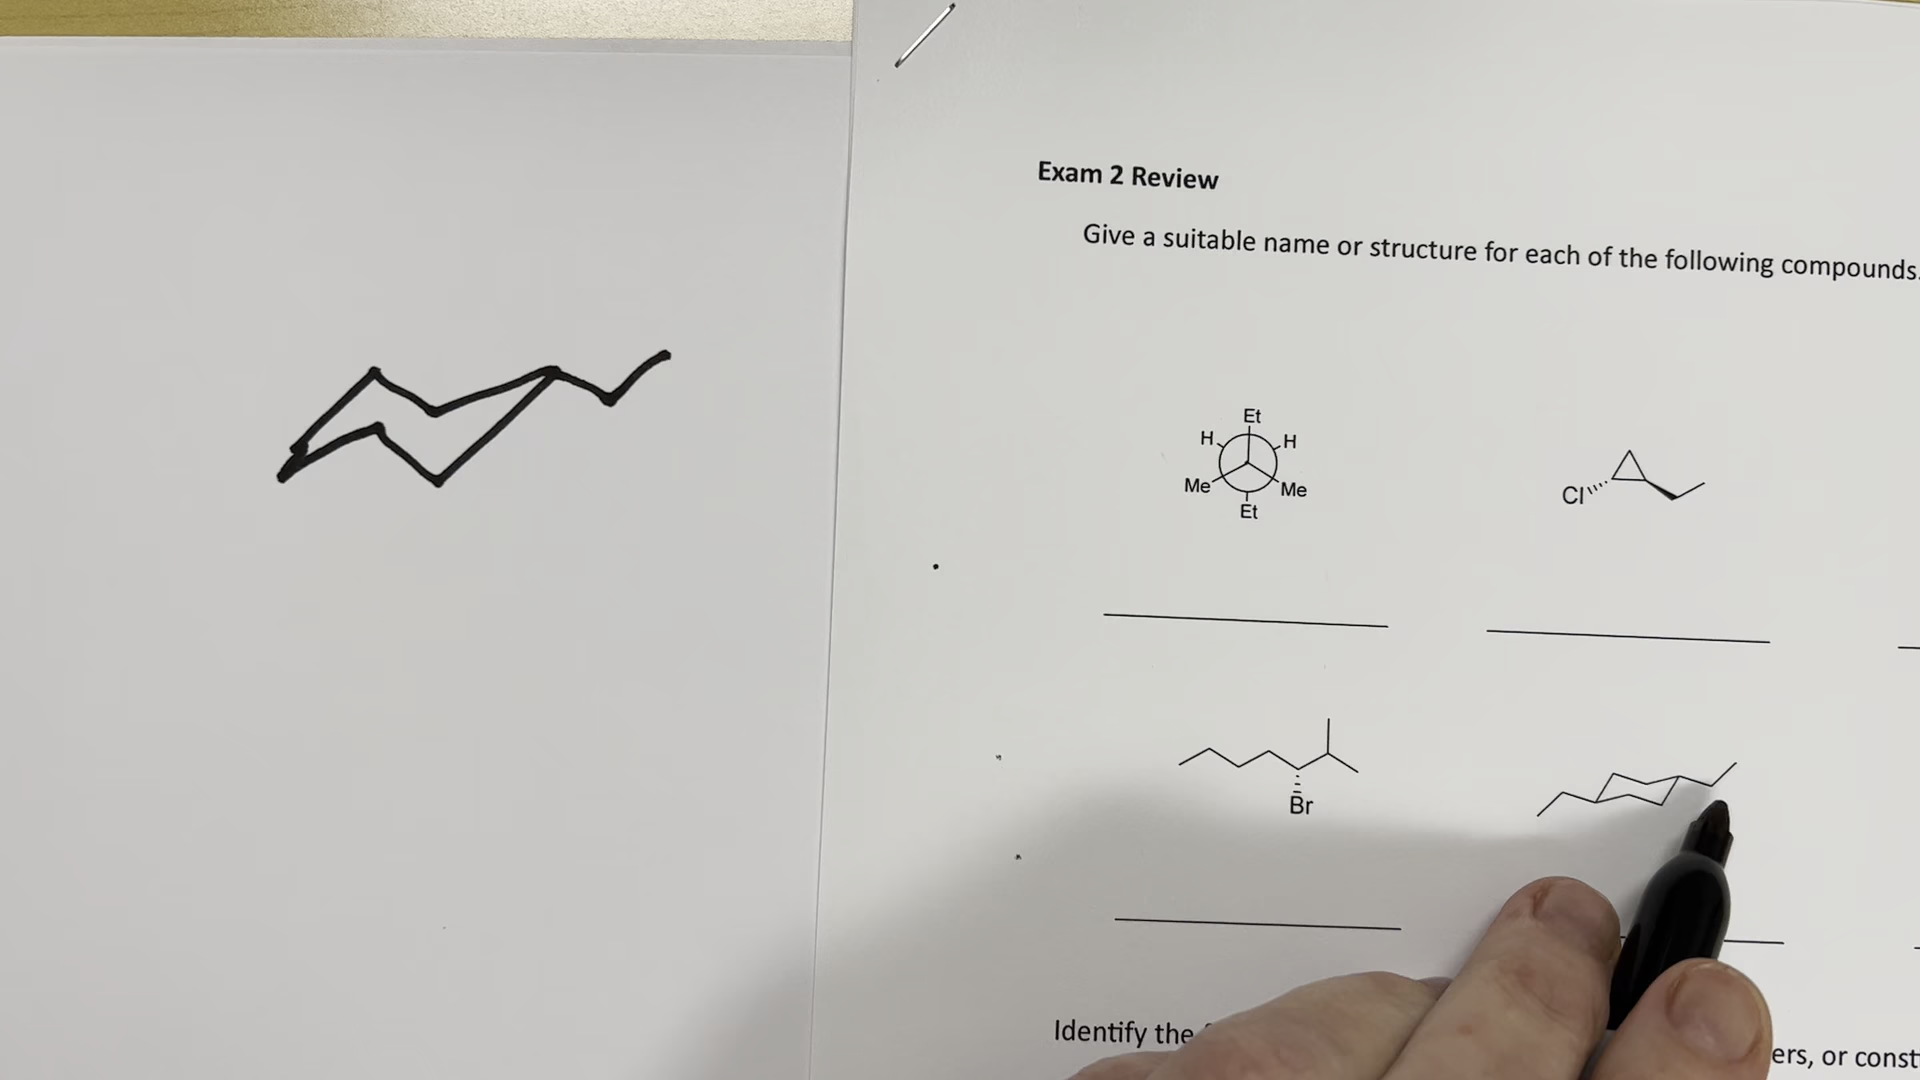 Exam 2 Review
Give a suitable name or structure for each of the following compounds.
Et
H H
Me Me
Et
Cl
Br
Identify the
ers, or const